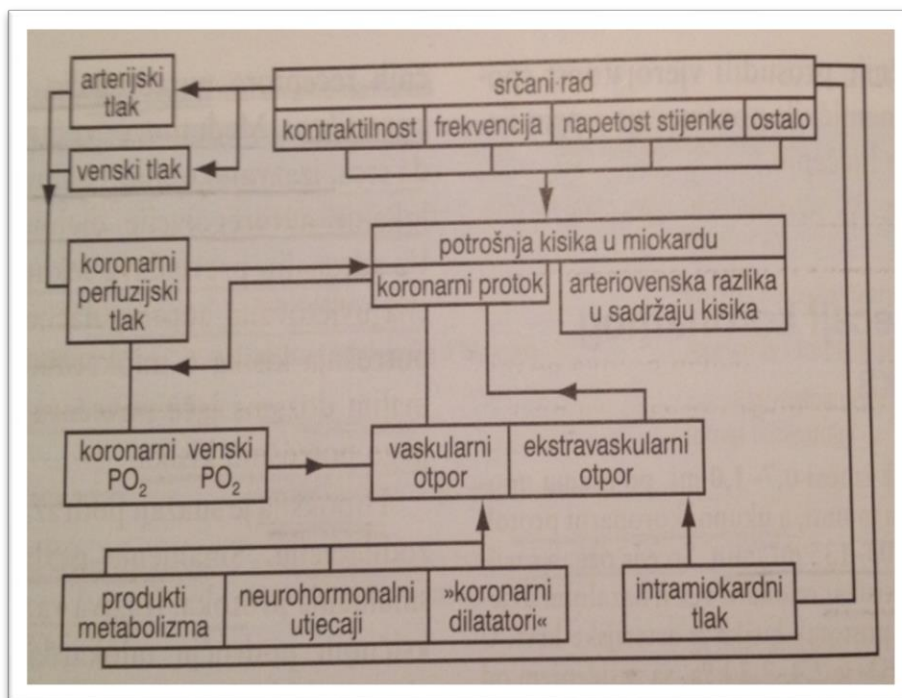 arterijski
tlak
venski tlak
srčani rad
kontraktilnost frekvencija napetost stijenke ostalo
koronarni
perfuzijski
tlak
potrošnja kisika u miokardu
koronarni protok
arteriovenska razlika
u sadržaju kisika
koronarni venski
PO₂ PO₂
vaskularni
otpor
ekstravaskularni
otpor
produkti
metabolizma
neurohormonalni
utjecaji
»koronarni
dilatatori«
intramiokardni
tlak